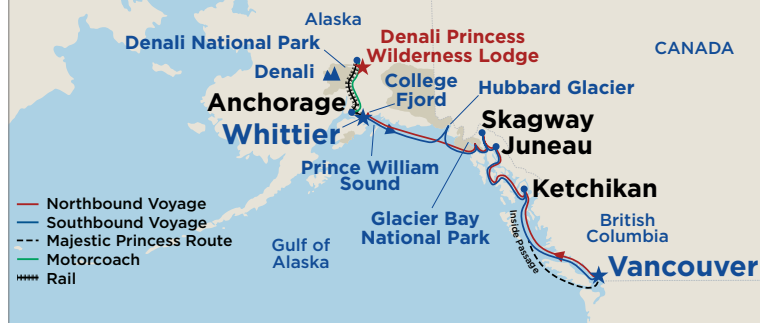 Alaska
Denali National Park
Denali Princess
Wilderness Lodge
CANADA
Denali
College
Fjord
Hubbard Glacier
Anchorage
Whittier
Skagway
Juneau
Prince William
Sound
Ketchikan
Glacier Bay
National Park
Inside Passage
British
Columbia
Gulf of
Alaska
Vancouver
Northbound Voyage
Southbound Voyage
Majestic Princess Route
Motorcoach
Rail